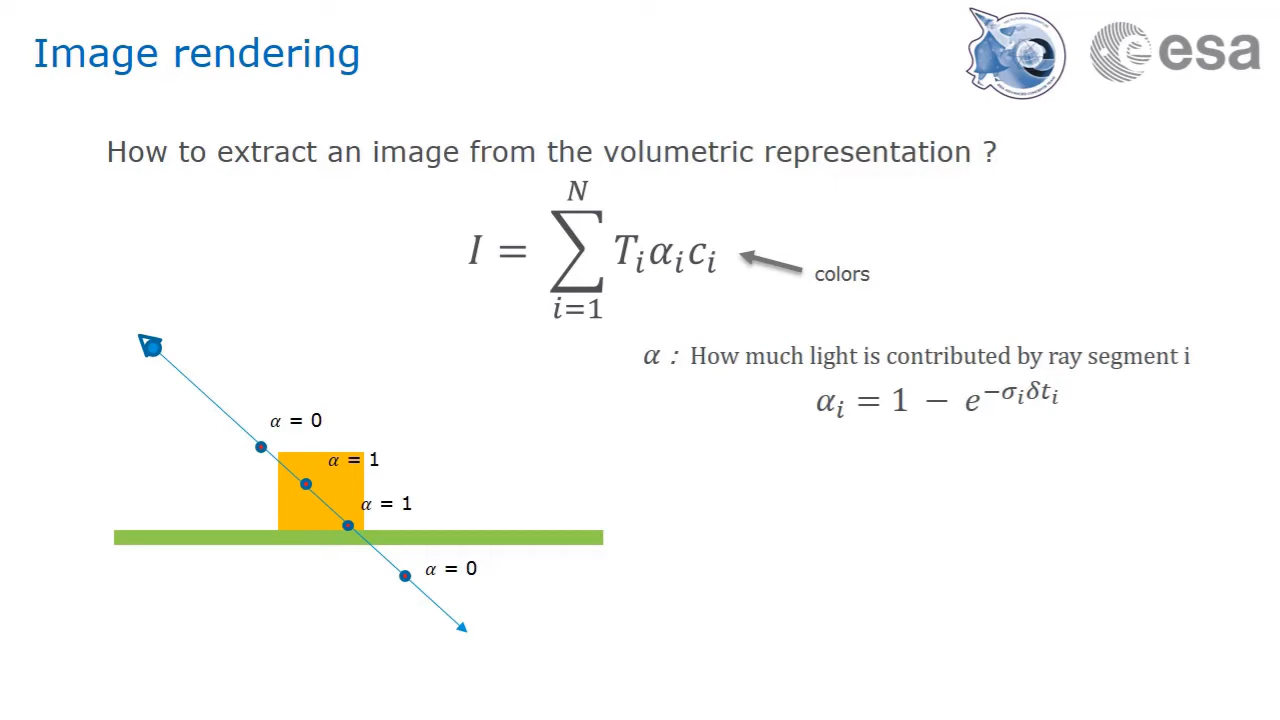 Image rendering
esa
How to extract an image from the volumetric representation ?
I = \sum_{i=1}^{N} T_i α_i c_i
colors
α : How much light is contributed by ray segment i
α_i = 1 − e^{−σ_i δt_i}
α = 0
α = 1
α = 1
α = 0